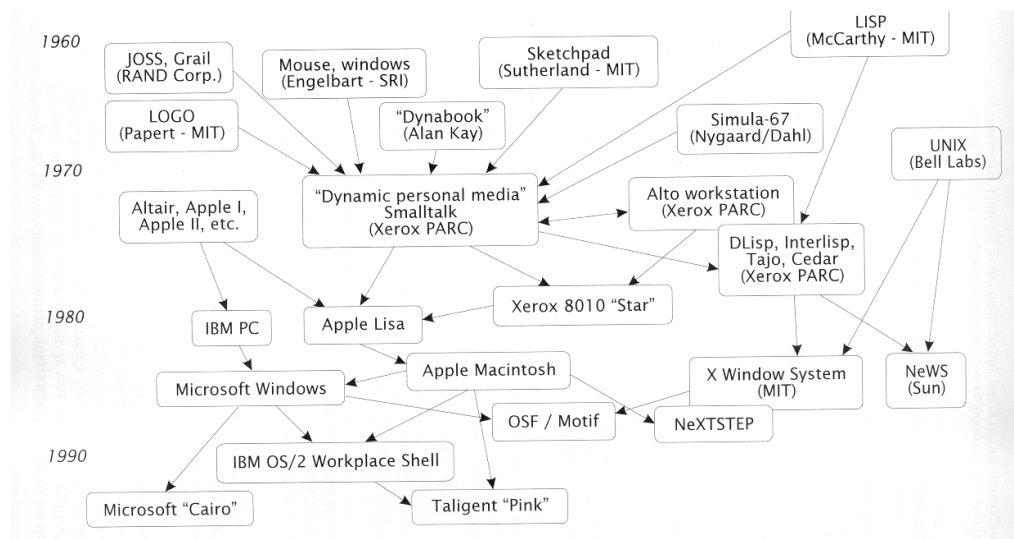 1960
JOSS, Grail
(RAND Corp.)
Mouse, windows
(Engelbart - SRI)
Sketchpad
(Sutherland - MIT)
LISP
(McCarthy - MIT)
LOGO
(Papert - MIT)
“Dynabook”
(Alan Kay)
Simula-67
(Nygaard/Dahl)
UNIX
(Bell Labs)
1970
Altair, Apple I,
Apple II, etc.
“Dynamic personal media”
Smalltalk
(Xerox PARC)
Alto workstation
(Xerox PARC)
DLisp, Interlisp,
Tajo, Cedar
(Xerox PARC)
1980
IBM PC
Apple Lisa
Xerox 8010 “Star”
Microsoft Windows
Apple Macintosh
X Window System
(MIT)
NeWS
(Sun)
OSF / Motif
NeXTSTEP
1990
IBM OS/2 Workplace Shell
Microsoft “Cairo”
Taligent “Pink”